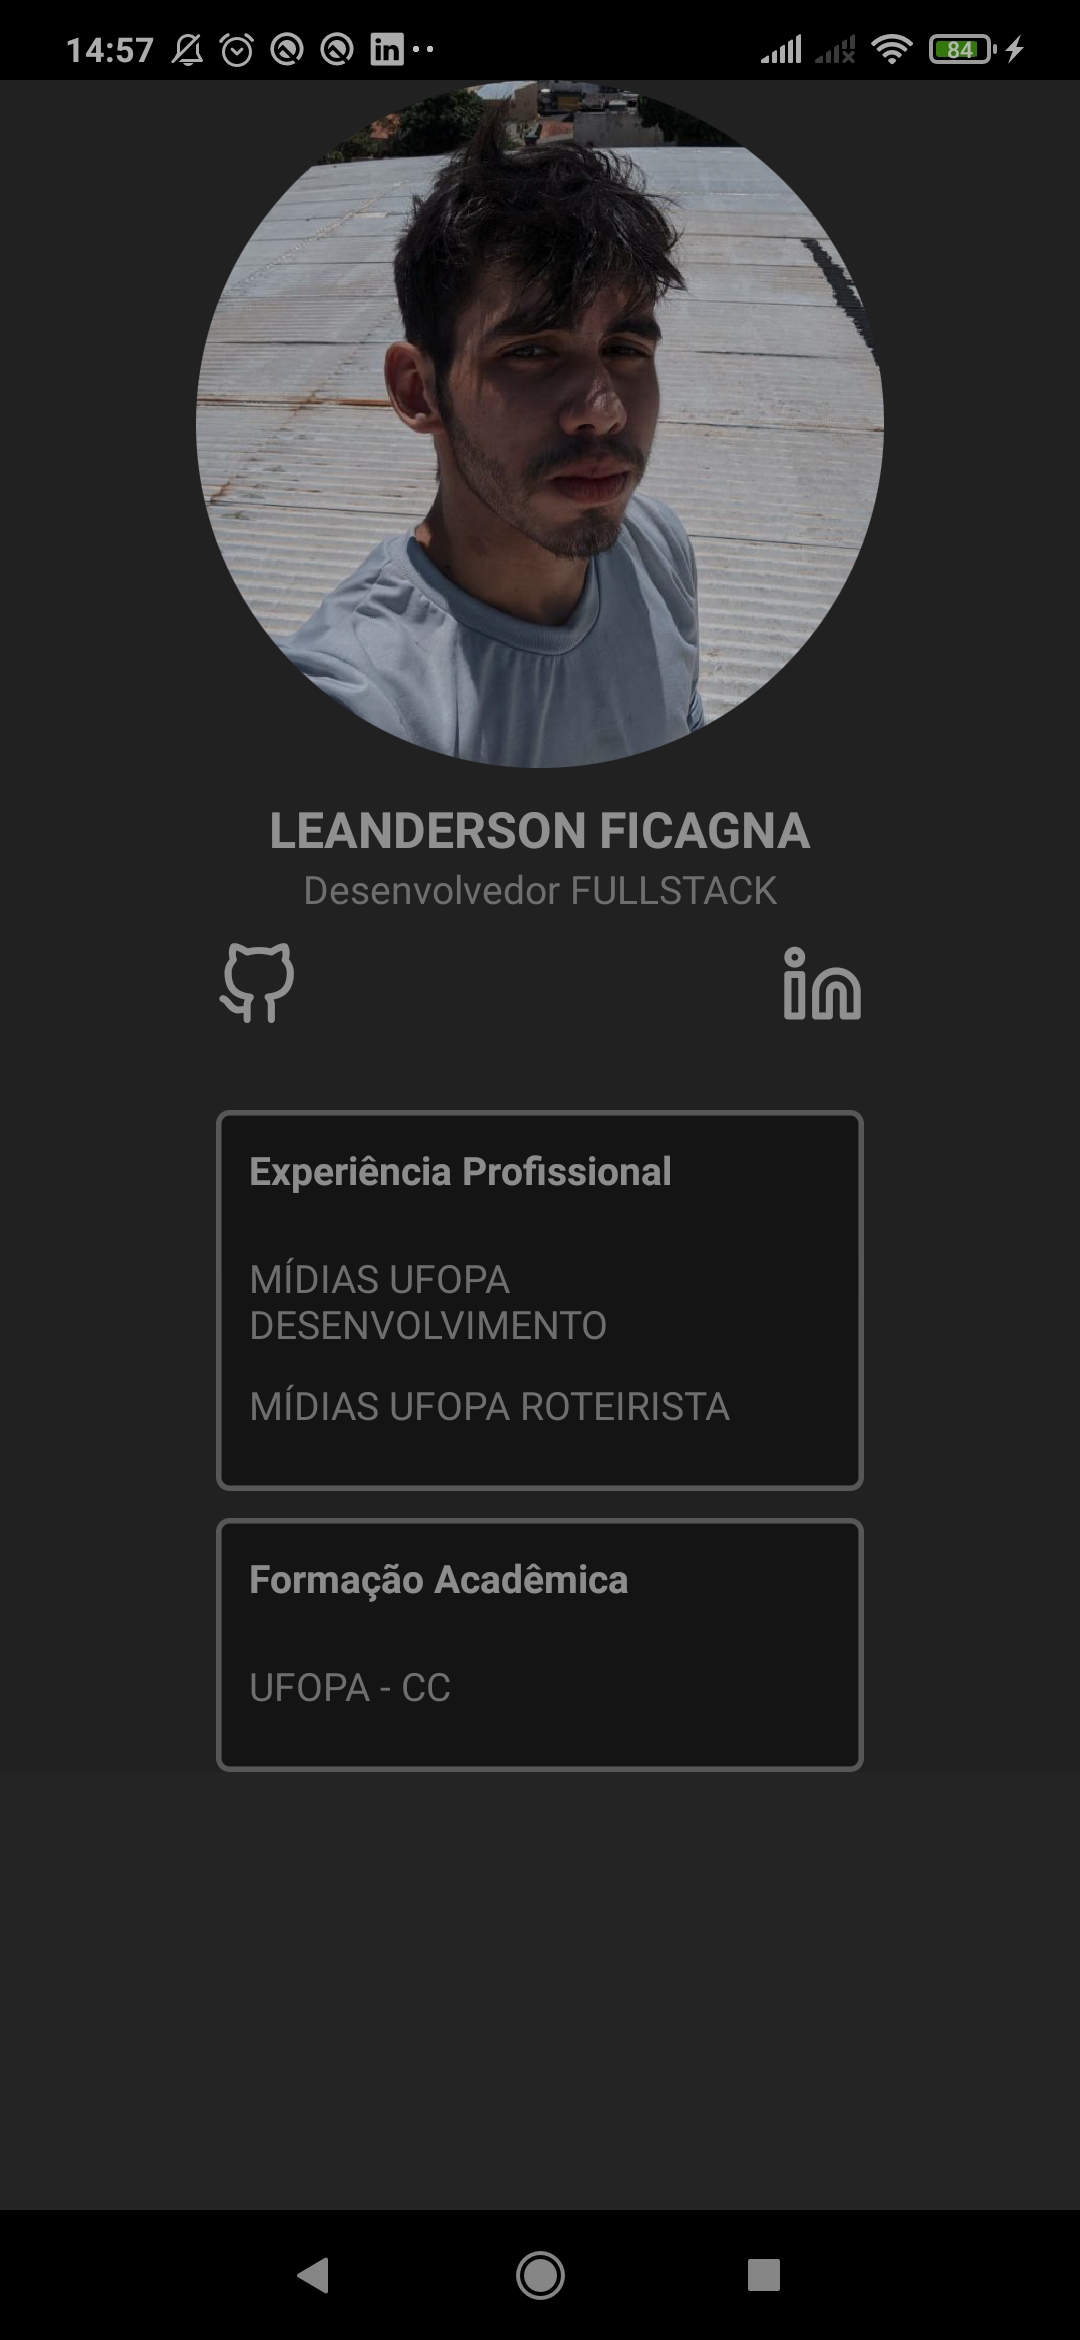 14:57
84
LEANDERSON FICAGNA
Desenvolvedor FULLSTACK
Experiência Profissional
MÍDIAS UFOPA
DESENVOLVIMENTO
MÍDIAS UFOPA ROTEIRISTA
Formação Acadêmica
UFOPA - CC